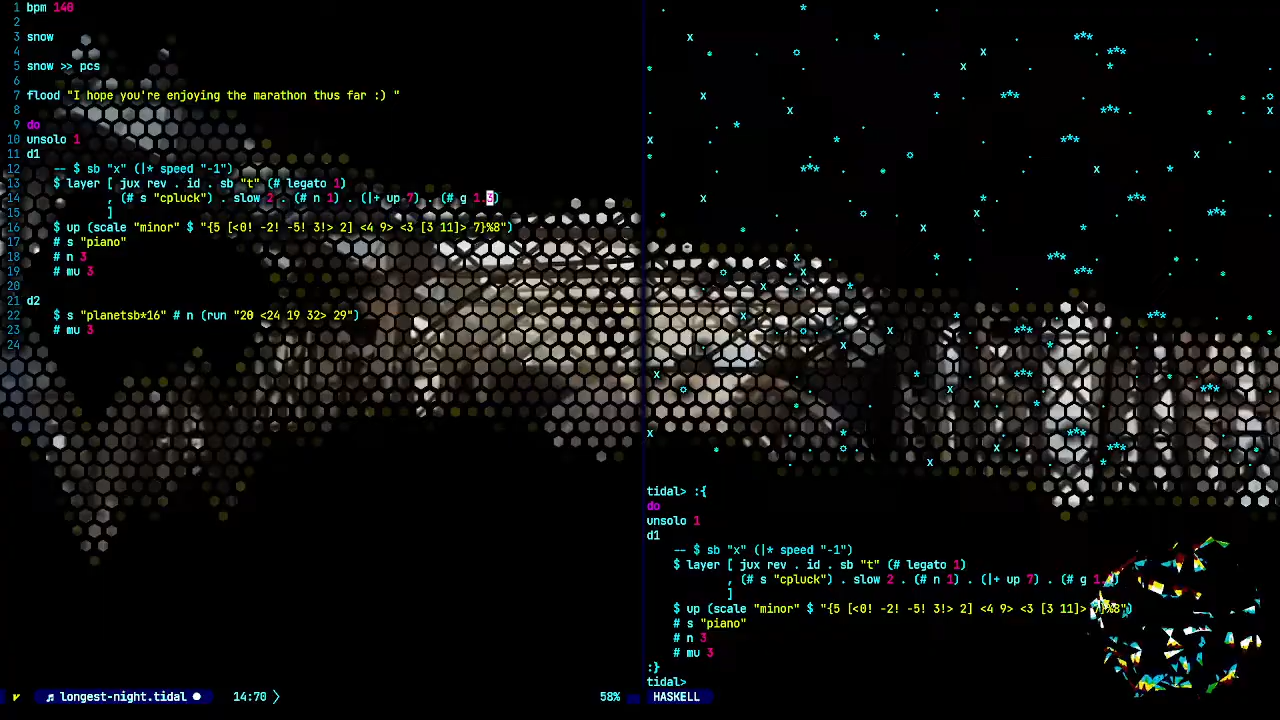 1 bpm 140
2
3 snow
4
5 snow >> pcs
6
7 flood "I hope you're enjoying the marathon thus far :) "
8
9 do
10 unsolo 1
11 d1
12 -- $ sb "x" (|* speed "-1")
13 $ layer [ jux rev . id . sb "t" (# legato 1)
14 , (# s "cpluck") . slow 2 . (# n 1) . (|+ up 7) . (# g 1.3)
15 ]
16 $ up (scale "minor" $ "{5 [<0! -2! -5! 3!> 2] <4 9> <3 [3 11]> 7}%8")
17 # s "piano"
18 # n 3
19 # mv 3
20
21 d2
22 $ s "planetsb*16" # n (run "20 <24 19 32> 29")
23 # mv 3
24
v ♬ longest-night.tidal ● 14:70 58%
tidal> :{
do
unsolo 1
d1
-- $ sb "x" (|* speed "-1")
$ layer [ jux rev . id . sb "t" (# legato 1)
, (# s "cpluck") . slow 2 . (# n 1) . (|+ up 7) . (# g 1.
]
$ up (scale "minor" $ "{5 [<0! -2! -5! 3!> 2] <4 9> <3 [3 11]> 7}%8")
# s "piano"
# n 3
# mv 3
:}
tidal>
HASKELL